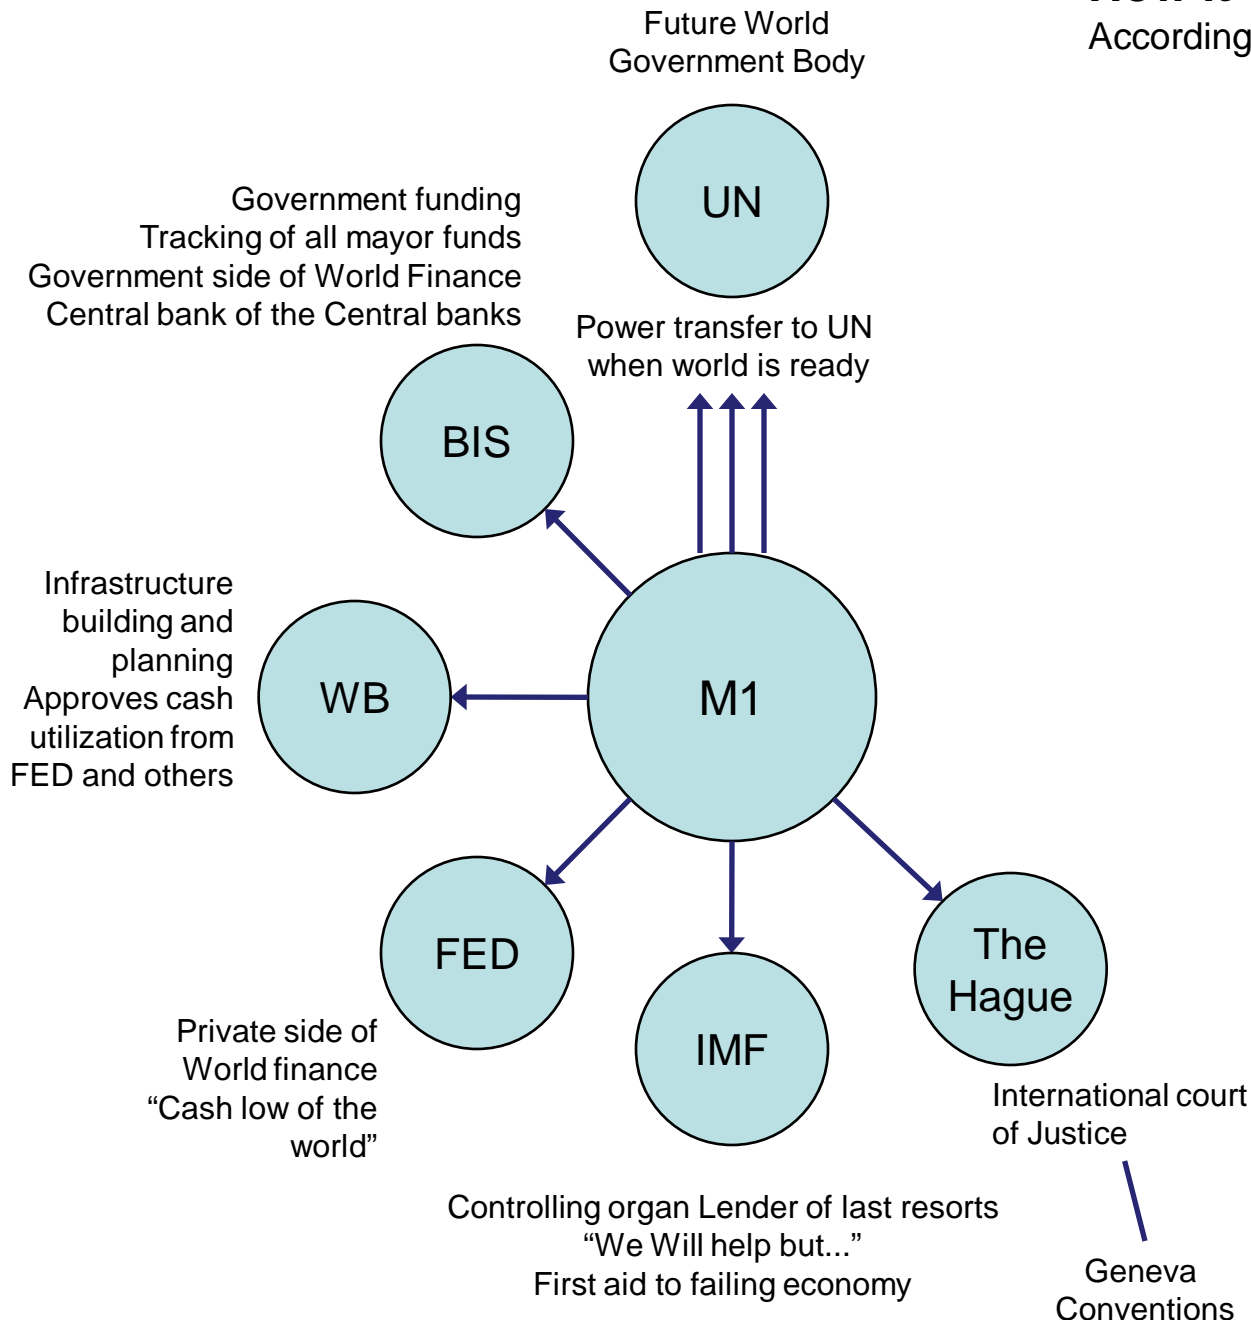 According
Future World
Government Body
UN
Government funding
Tracking of all mayor funds
Government side of World Finance
Central bank of the Central banks
Power transfer to UN
when world is ready
BIS
Infrastructure
building and
planning
Approves cash
utilization from
FED and others
WB
M1
FED
Private side of
World finance
“Cash low of the
world”
IMF
The
Hague
International court
of Justice
Controlling organ Lender of last resorts
“We Will help but...”
First aid to failing economy
Geneva
Conventions